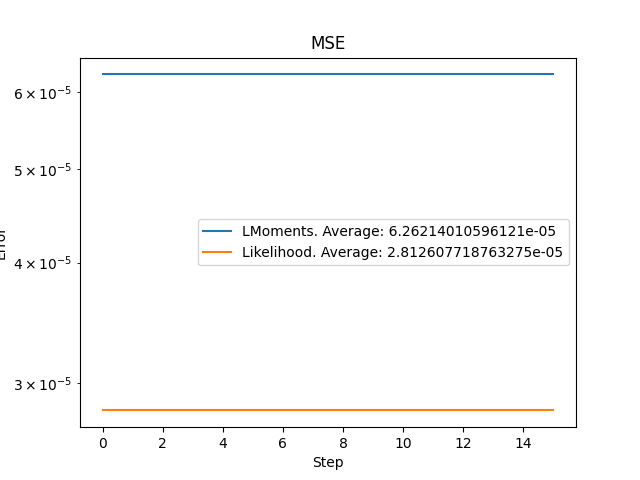 MSE
6 × 10⁻⁵
5 × 10⁻⁵
4 × 10⁻⁵
3 × 10⁻⁵
Error
LMoments. Average: 6.26214010596121e-05
Likelihood. Average: 2.812607718763275e-05
0 2 4 6 8 10 12 14
Step